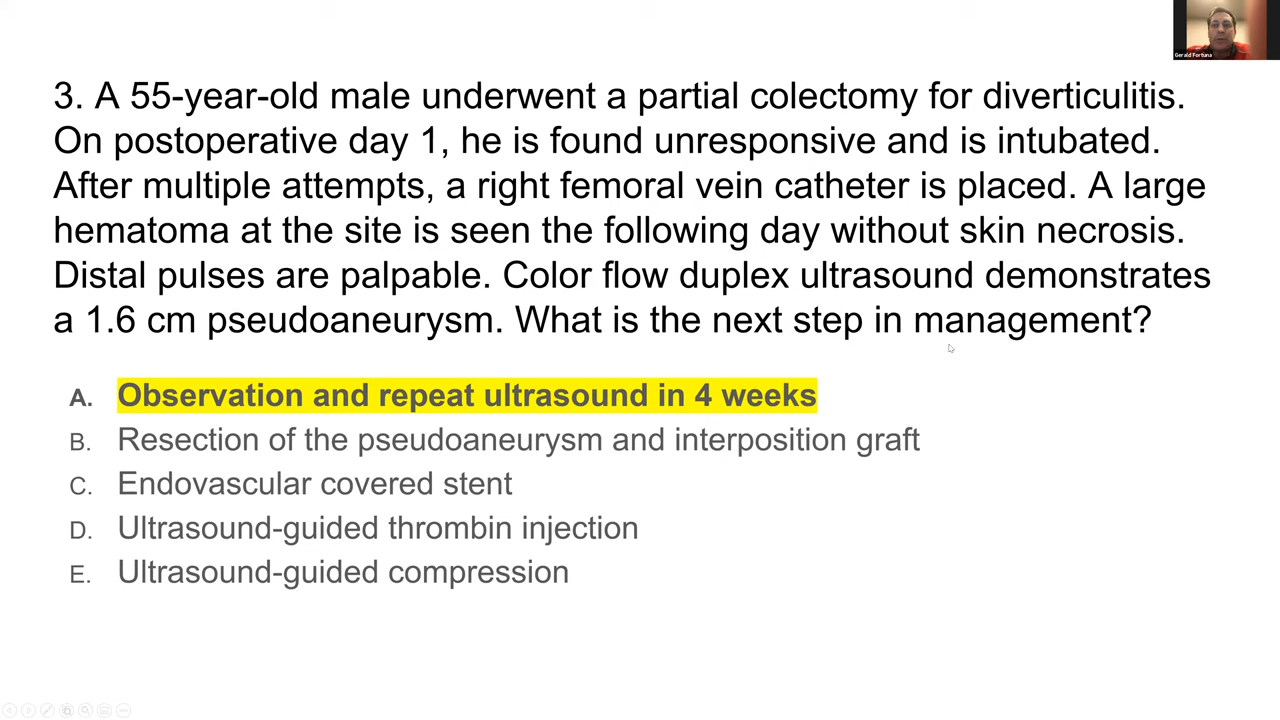 Gerald Fortuna
3. A 55-year-old male underwent a partial colectomy for diverticulitis.
On postoperative day 1, he is found unresponsive and is intubated.
After multiple attempts, a right femoral vein catheter is placed. A large
hematoma at the site is seen the following day without skin necrosis.
Distal pulses are palpable. Color flow duplex ultrasound demonstrates
a 1.6 cm pseudoaneurysm. What is the next step in management?
A. Observation and repeat ultrasound in 4 weeks
B. Resection of the pseudoaneurysm and interposition graft
C. Endovascular covered stent
D. Ultrasound-guided thrombin injection
E. Ultrasound-guided compression